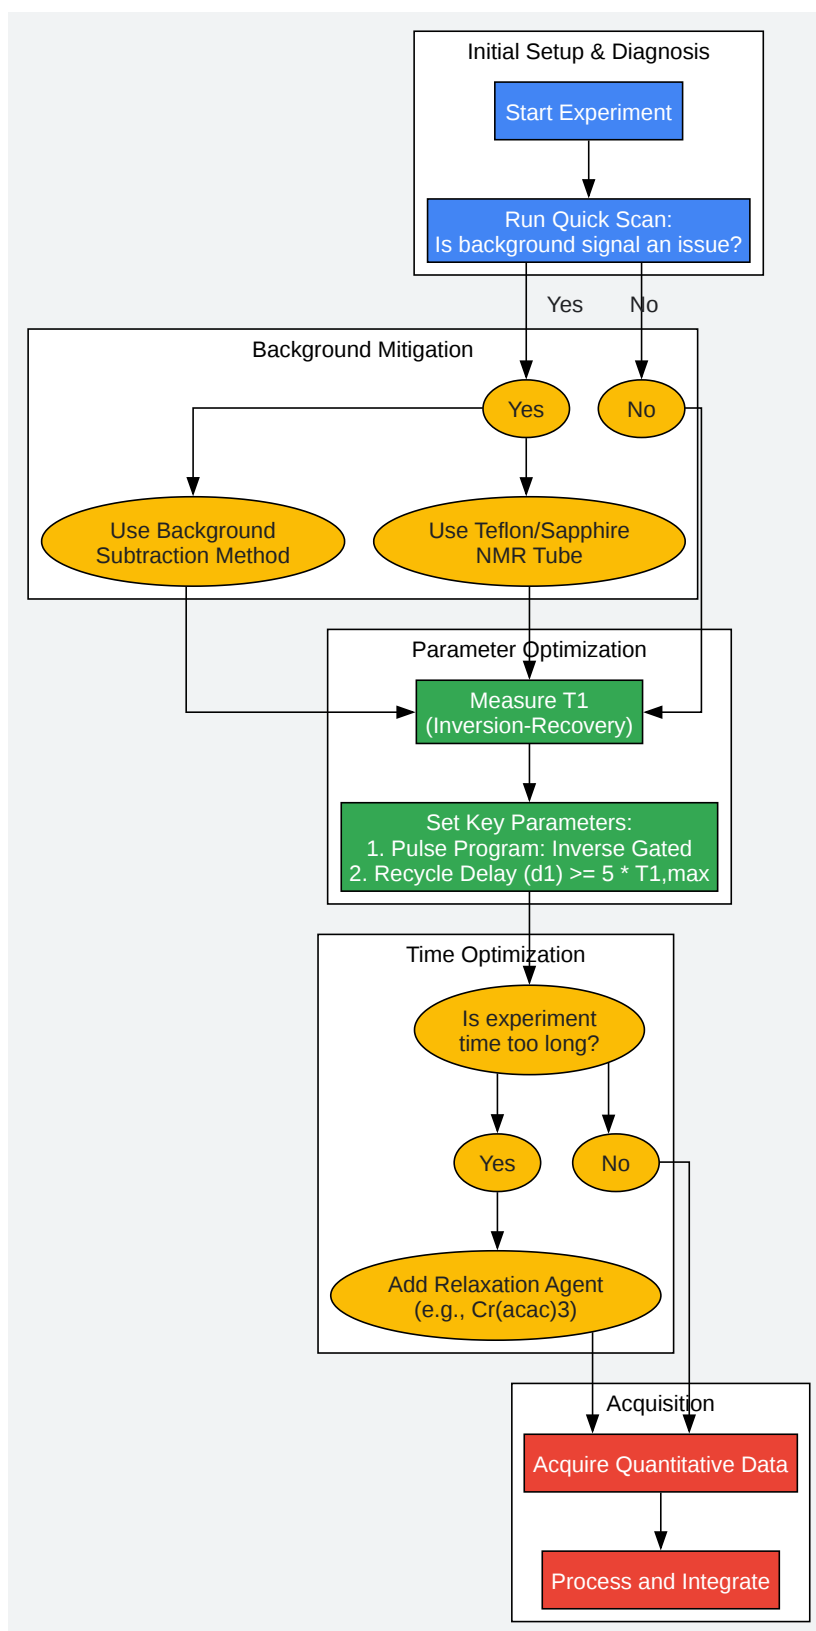 Initial Setup & Diagnosis
Start Experiment
Run Quick Scan:
Is background signal an issue?
Yes
No
Background Mitigation
Yes
No
Use Background
Subtraction Method
Use Teflon/Sapphire
NMR Tube
Parameter Optimization
Measure T1
(Inversion-Recovery)
Set Key Parameters:
1. Pulse Program: Inverse Gated
2. Recycle Delay (d1) >= 5 * T1,max
Time Optimization
Is experiment
time too long?
Yes
No
Add Relaxation Agent
(e.g., Cr(acac)3)
Acquisition
Acquire Quantitative Data
Process and Integrate